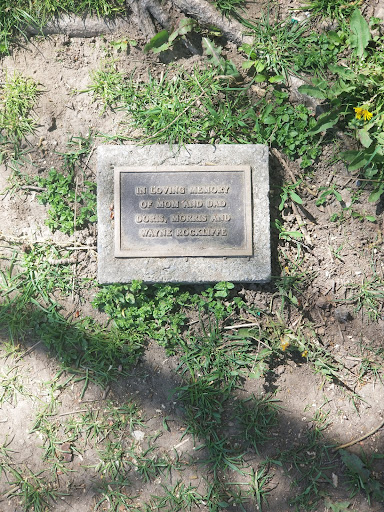 IN LOVING MEMORY
OF MOM AND DAD
DORIS, MORRIS AND
WAYNE ROCKLIFFE